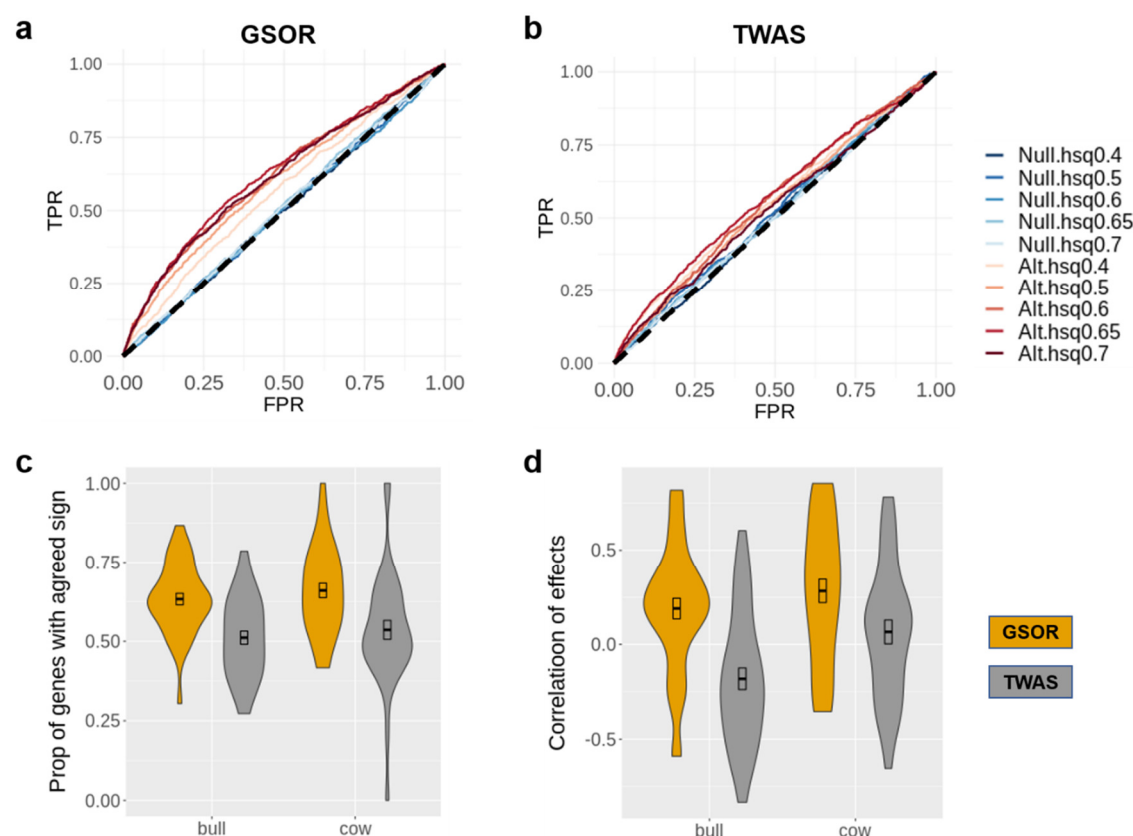 a
GSOR
1.00
0.75
0.50
0.25
0.00
TPR
0.00 0.25 0.50 0.75 1.00
FPR
b
TWAS
1.00
0.75
0.50
0.25
0.00
TPR
0.00 0.25 0.50 0.75 1.00
FPR
Null.hsq0.4
Null.hsq0.5
Null.hsq0.6
Null.hsq0.65
Null.hsq0.7
Alt.hsq0.4
Alt.hsq0.5
Alt.hsq0.6
Alt.hsq0.65
Alt.hsq0.7
c
Prop of genes with agreed sign
1.00
0.75
0.50
0.25
0.00
bull cow
d
Correlatioon of effects
0.5
0.0
-0.5
bull cow
GSOR
TWAS